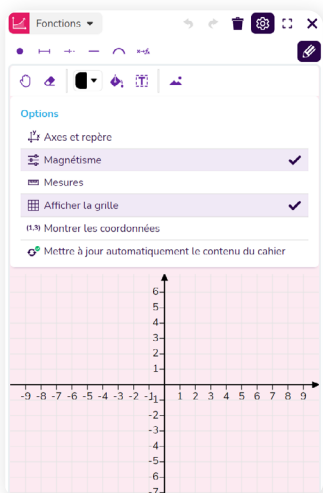 Fonctions
Options
Axes et repère
Magnétisme
Mesures
Afficher la grille
(1,3) Montrer les coordonnées
Mettre à jour automatiquement le contenu du cahier
6
5
4
3
2
1
-9 -8 -7 -6 -5 -4 -3 -2 -1 1 2 3 4 5 6 7 8 9
-1
-2
-3
-4
-5
-6
-7